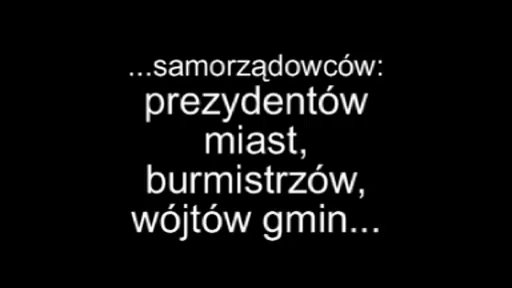 ...samorządowców:
prezydentów
miast,
burmistrzów,
wójtów gmin...